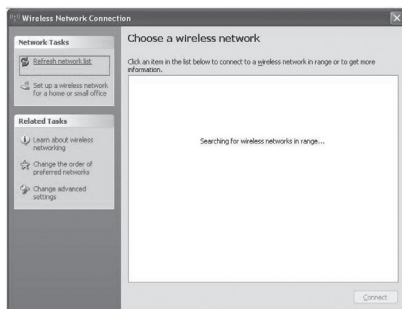 Wireless Network Connection
Network Tasks
Refresh network list
Set up a wireless network
for a home or small office
Related Tasks
Learn about wireless
networking
Change the order of
preferred networks
Change advanced
settings
Choose a wireless network
Click an item in the list below to connect to a wireless network in range or to get more
information.
Searching for wireless networks in range...
Connect